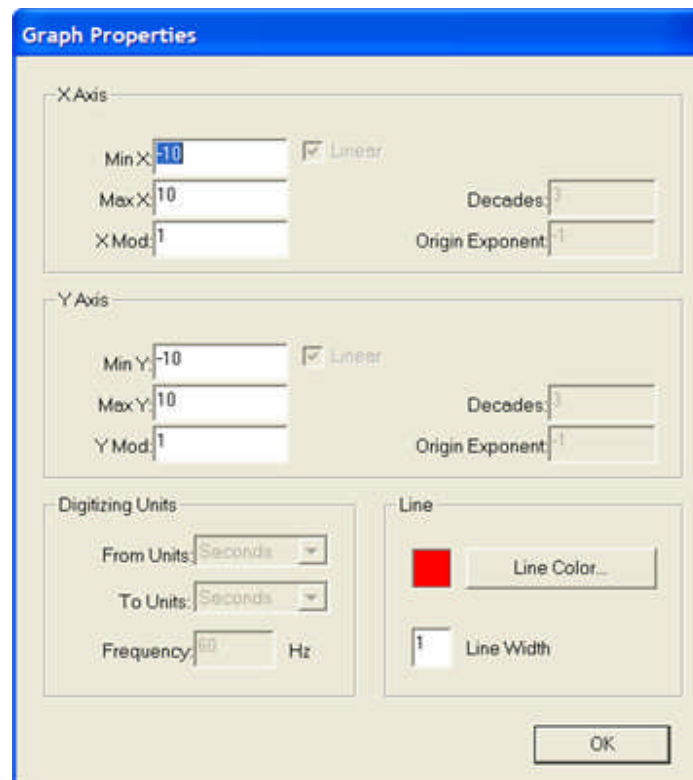 Graph Properties
X Axis
Min X: -10 Linear
Max X: 10 Decades: 3
X Mod: 1 Origin Exponent: -1
Y Axis
Min Y: -10 Linear
Max Y: 10 Decades: 3
Y Mod: 1 Origin Exponent: -1
Digitizing Units
From Units: Seconds
To Units: Seconds
Frequency: 60 Hz
Line
Line Color...
1 Line Width
OK